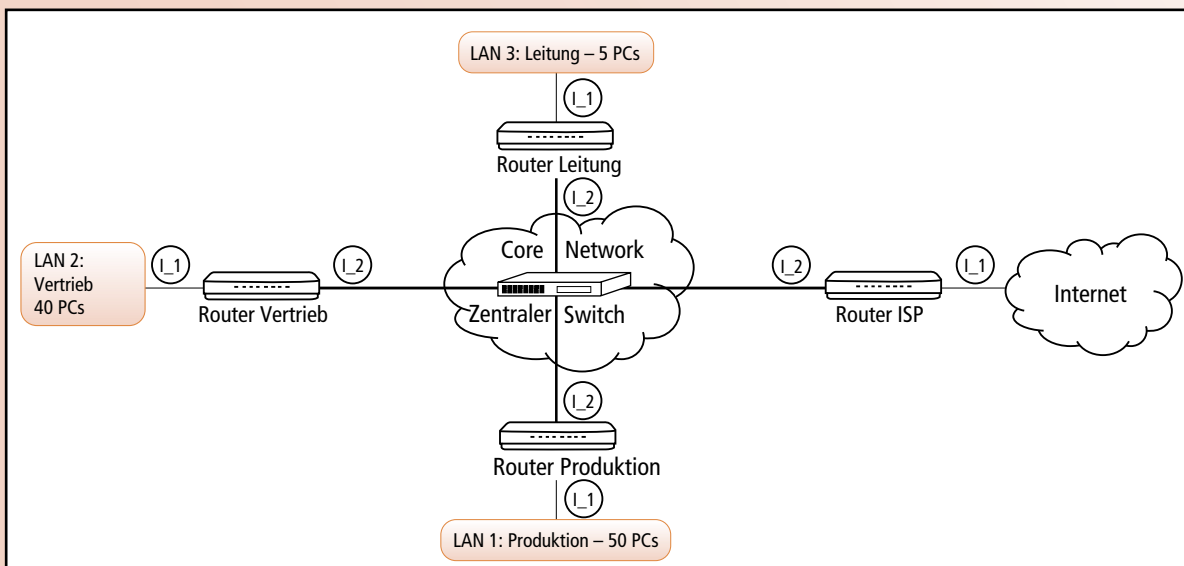 LAN 3: Leitung – 5 PCs
I_1
Router Leitung
I_2
Core Network
LAN 2:
Vertrieb
40 PCs
I_1
I_2
Router Vertrieb
Zentraler Switch
I_2
I_1
Router ISP
Internet
I_2
Router Produktion
I_1
LAN 1: Produktion – 50 PCs